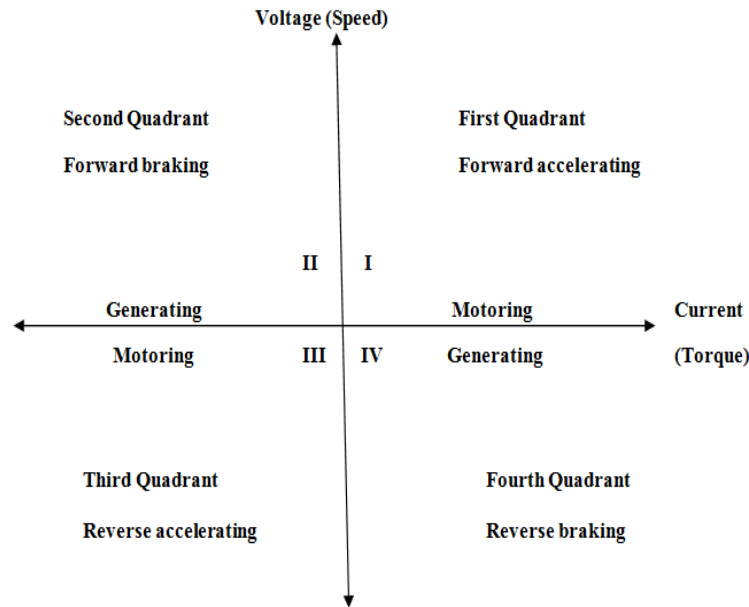 Voltage (Speed)
Second Quadrant
Forward braking
First Quadrant
Forward accelerating
II
I
Generating
Motoring
Current
Motoring
III
IV
Generating
(Torque)
Third Quadrant
Reverse accelerating
Fourth Quadrant
Reverse braking